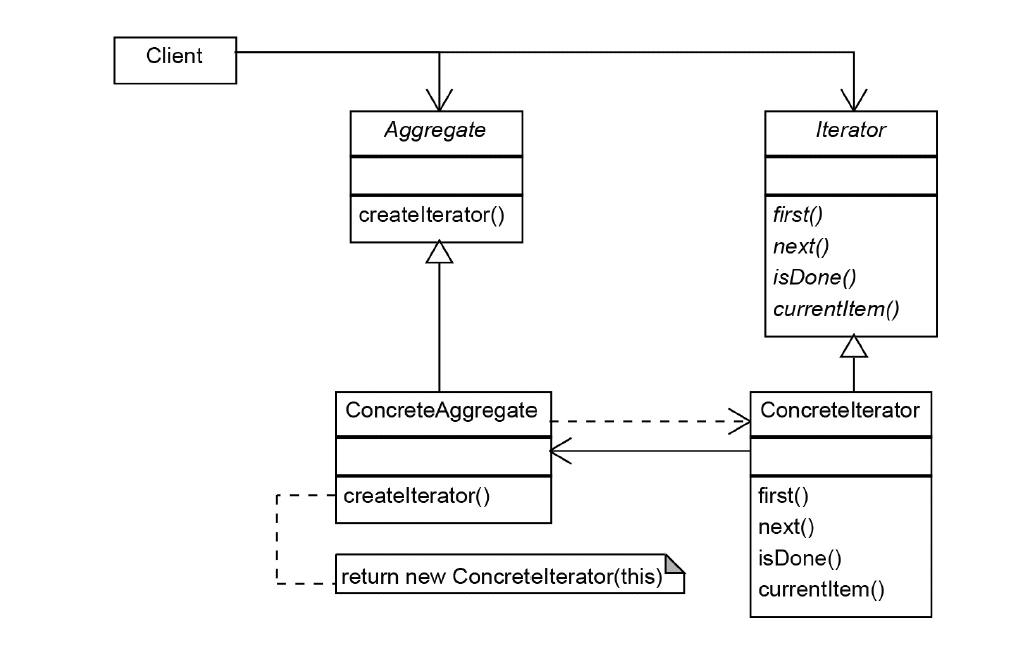 Client
Aggregate
createIterator()
Iterator
first()
next()
isDone()
currentItem()
ConcreteAggregate
createIterator()
return new ConcreteIterator(this)
ConcreteIterator
first()
next()
isDone()
currentItem()